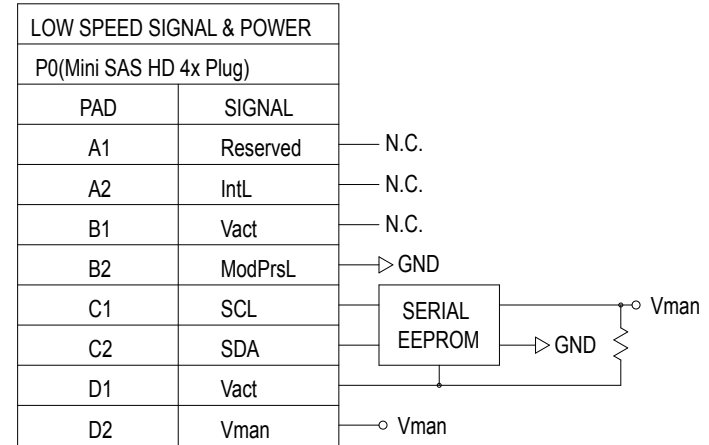 LOW SPEED SIGNAL & POWER
P0(Mini SAS HD 4x Plug)
PAD SIGNAL
A1 Reserved N.C.
A2 IntL N.C.
B1 Vact N.C.
B2 ModPrsL GND
C1 SCL SERIAL Vman
C2 SDA EEPROM GND
D1 Vact
D2 Vman Vman